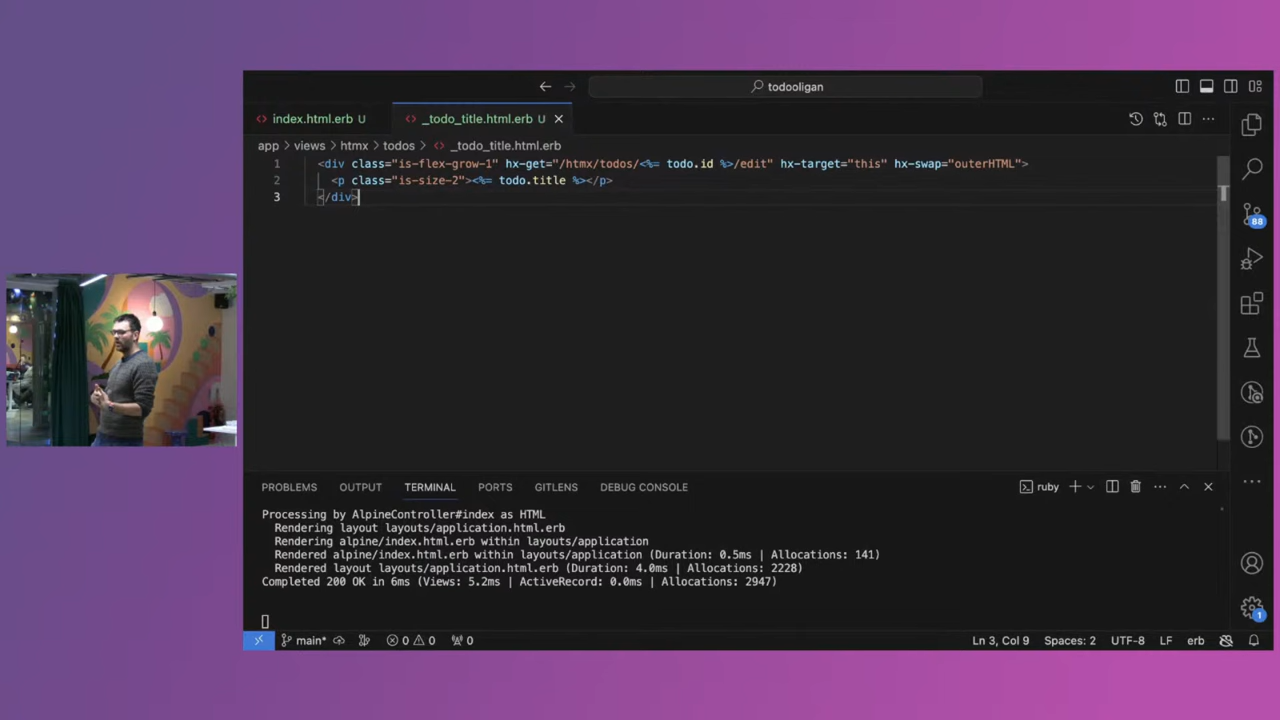 todooligan
index.html.erb U
_todo_title.html.erb U
app > views > htmx > todos > _todo_title.html.erb
1 <div class="is-flex-grow-1" hx-get="/htmx/todos/<%= todo.id %>/edit" hx-target="this" hx-swap="outerHTML">
2 <p class="is-size-2"><%= todo.title %></p>
3 </div>
88
PROBLEMS OUTPUT TERMINAL PORTS GITLENS DEBUG CONSOLE
ruby
Processing by AlpineController#index as HTML
Rendering layout layouts/application.html.erb
Rendering alpine/index.html.erb within layouts/application
Rendered alpine/index.html.erb within layouts/application (Duration: 0.5ms | Allocations: 141)
Rendered layout layouts/application.html.erb (Duration: 4.0ms | Allocations: 2228)
Completed 200 OK in 6ms (Views: 5.2ms | ActiveRecord: 0.0ms | Allocations: 2947)
1
main* 0 0 0 Ln 3, Col 9 Spaces: 2 UTF-8 LF erb